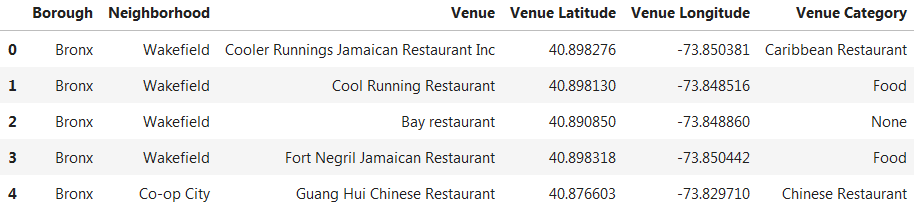 Borough Neighborhood Venue Venue Latitude Venue Longitude Venue Category
0 Bronx Wakefield Cooler Runnings Jamaican Restaurant Inc 40.898276 -73.850381 Caribbean Restaurant
1 Bronx Wakefield Cool Running Restaurant 40.898130 -73.848516 Food
2 Bronx Wakefield Bay restaurant 40.890850 -73.848860 None
3 Bronx Wakefield Fort Negril Jamaican Restaurant 40.898318 -73.850442 Food
4 Bronx Co-op City Guang Hui Chinese Restaurant 40.876603 -73.829710 Chinese Restaurant